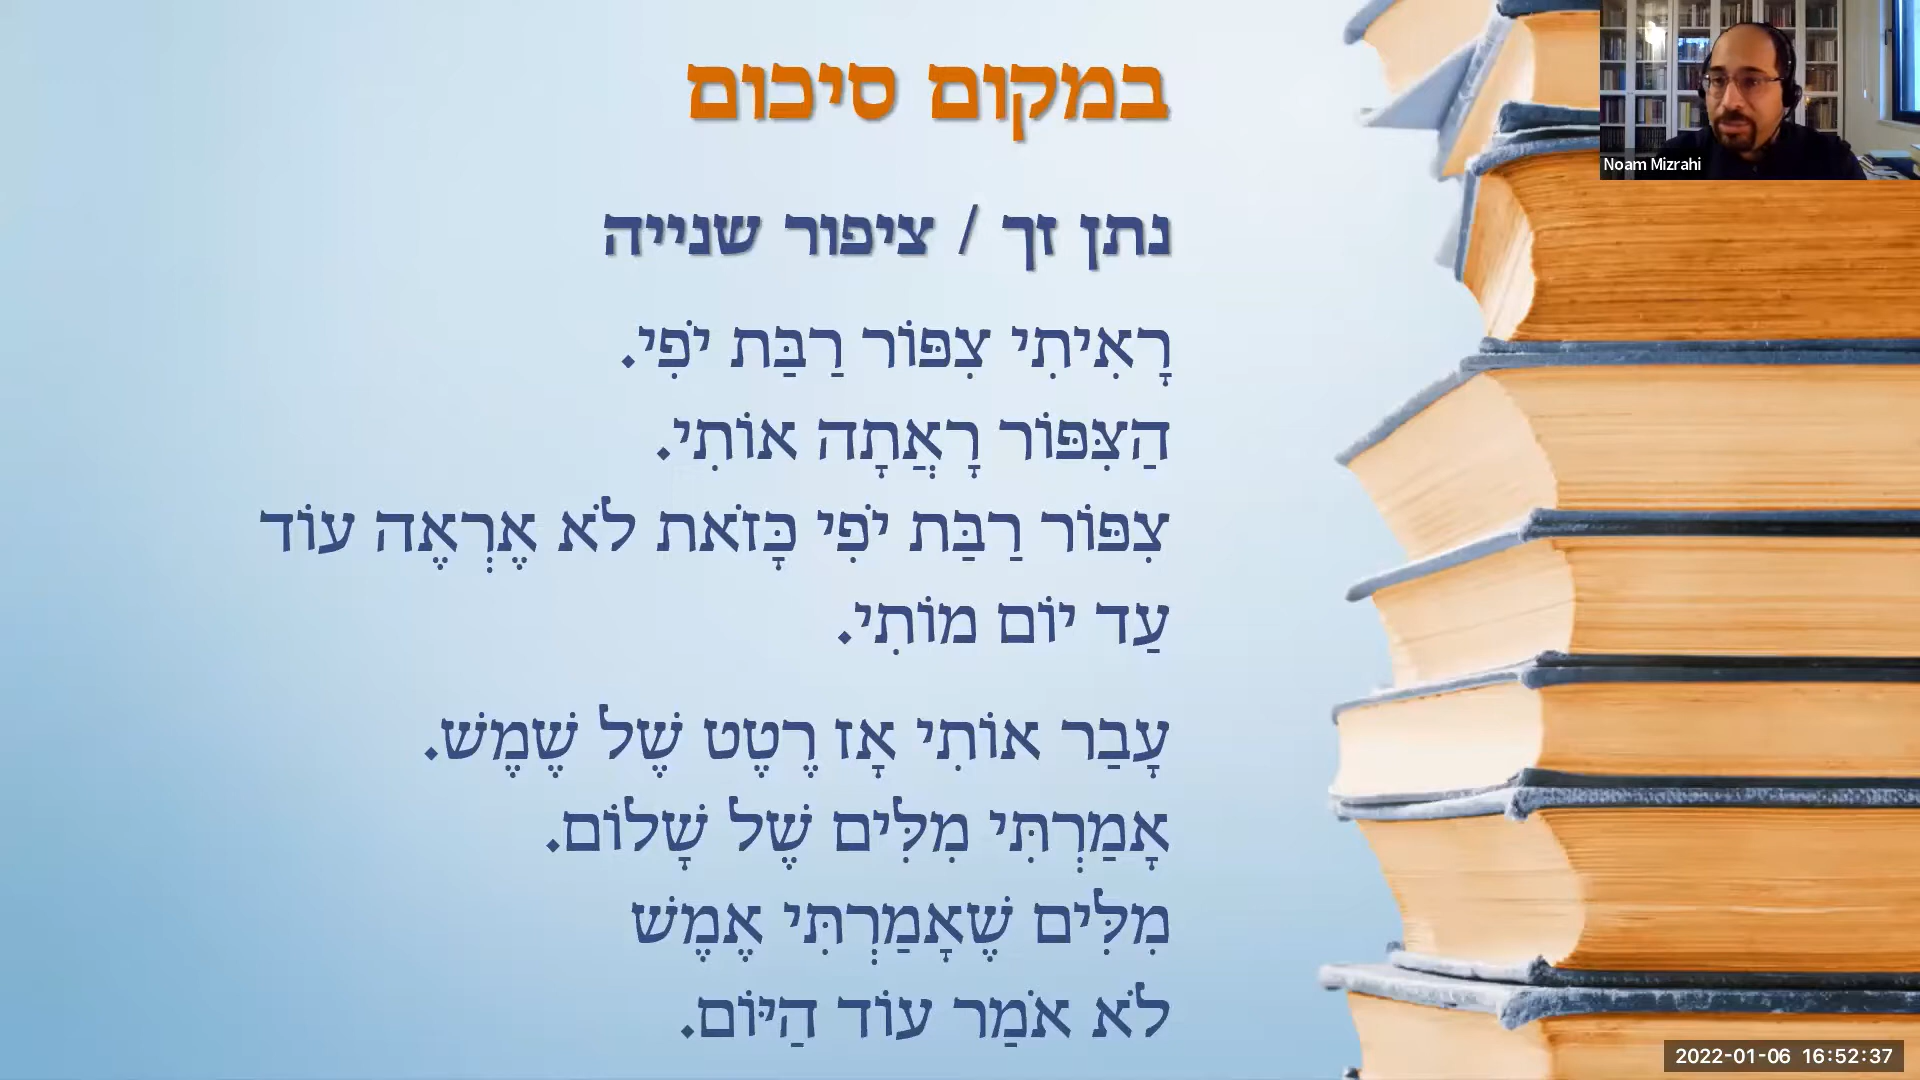 במקום סיכום
נתן זך / ציפור שנייה
רָאִיתִי צִפּוֹר רַבַּת יֹפִי.
הַצִּפּוֹר רָאֲתָה אוֹתִי.
צִפּוֹר רַבַּת יֹפִי כָּזֹאת לֹא אֶרְאֶה עוֹד
עַד יוֹם מוֹתִי.
עָבַר אוֹתִי אָז רֶטֶט שֶׁל שֶׁמֶשׁ.
אָמַרְתִּי מִלִּים שֶׁל שָׁלוֹם.
מִלִּים שֶׁאָמַרְתִּי אֶמֶשׁ
לֹא אֹמַר עוֹד הַיּוֹם.
Noam Mizrahi
2022-01-06 16:52:37